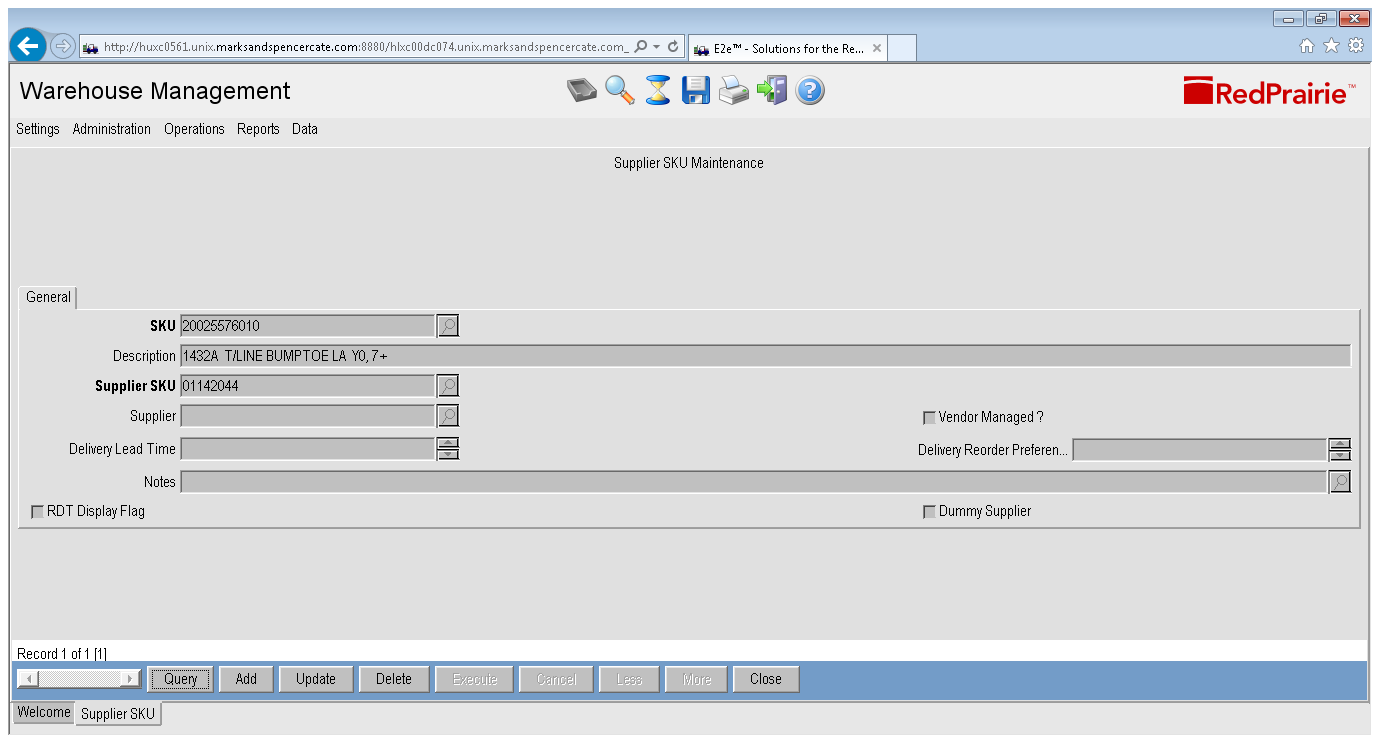 http://huxc0561.unix.marksandspencercate.com:8880/hlxc00dc074.unix.marksandspencercate.com_
E2e™ - Solutions for the Re...
Warehouse Management
RedPrairie™
Settings Administration Operations Reports Data
Supplier SKU Maintenance
General
SKU 20025576010
Description 1432A T/LINE BUMPTOE LA Y0, 7+
Supplier SKU 01142044
Supplier
Vendor Managed ?
Delivery Lead Time
Delivery Reorder Preferen...
Notes
RDT Display Flag
Dummy Supplier
Record 1 of 1 [1]
Query Add Update Delete Execute Cancel Less More Close
Welcome Supplier SKU